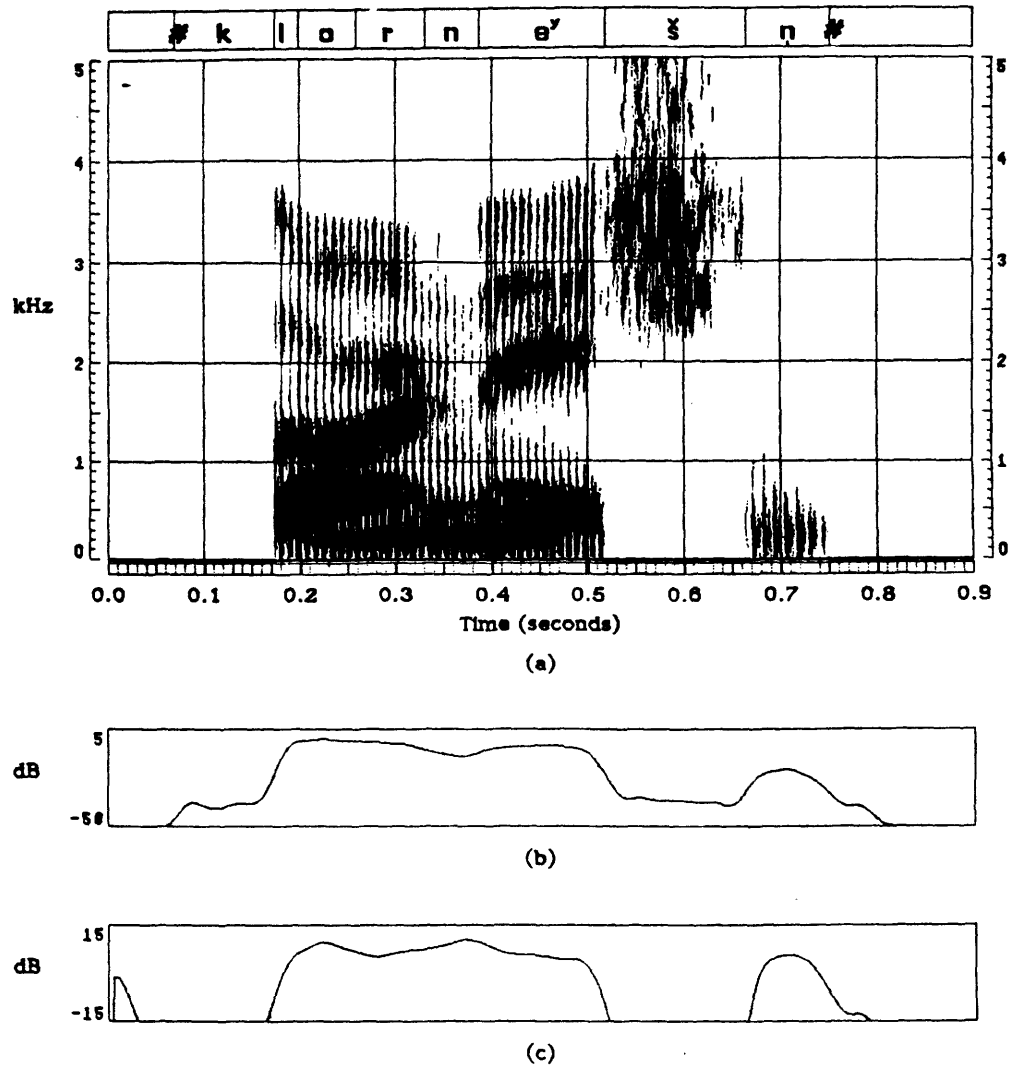 # k l a r n eʸ š n̩ #
5 5
4 4
3 3
kHz
2 2
1 1
0 0
0.0 0.1 0.2 0.3 0.4 0.5 0.6 0.7 0.8 0.9
Time (seconds)
(a)
5
dB
-50
(b)
15
dB
-15
(c)